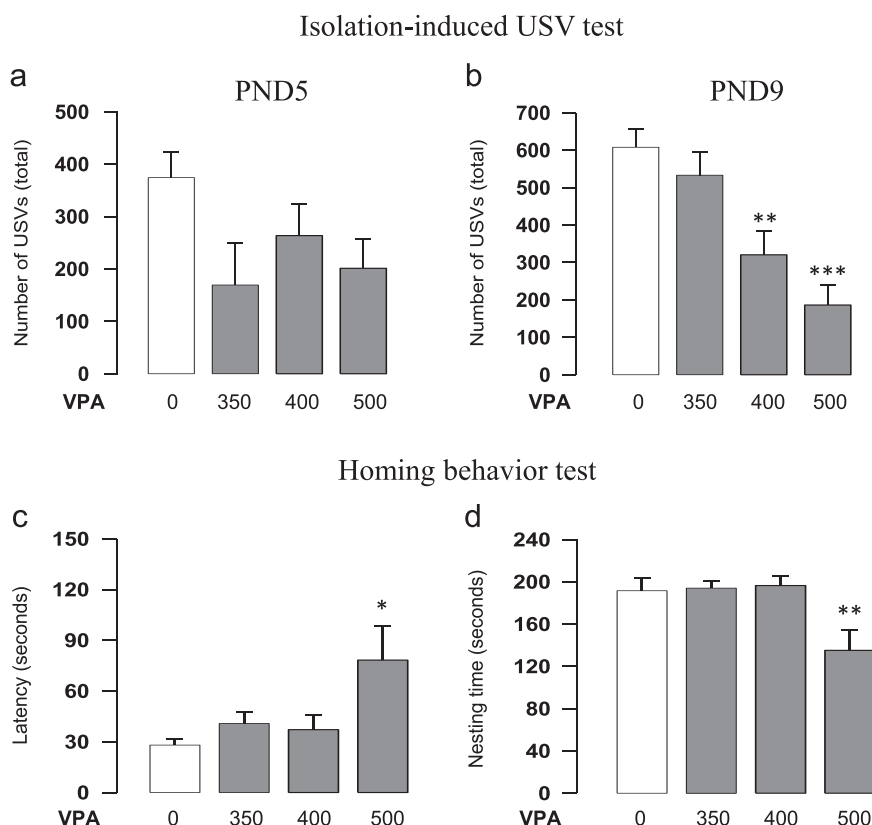 Isolation-induced USV test
a
PND5
Number of USVs (total)
500
400
300
200
100
0
VPA 0 350 400 500
b
PND9
Number of USVs (total)
700
600
500
400
300
200
100
0
**
***
VPA 0 350 400 500
Homing behavior test
c
Latency (seconds)
150
120
90
60
30
0
*
VPA 0 350 400 500
d
Nesting time (seconds)
240
200
160
120
80
40
0
**
VPA 0 350 400 500